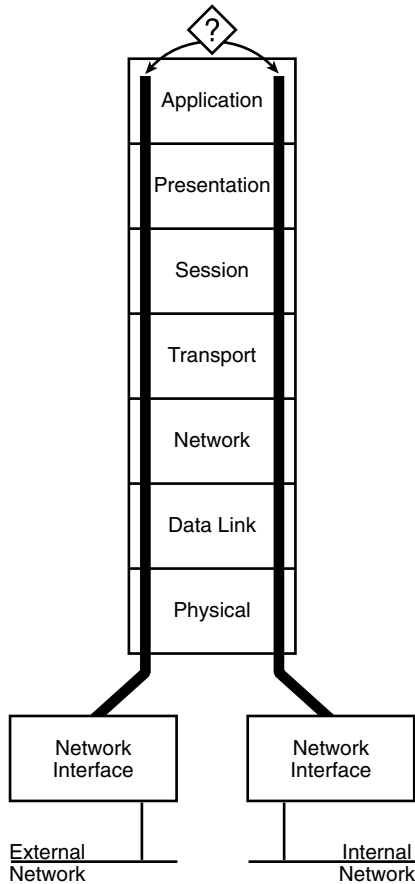 ?
Application
Presentation
Session
Transport
Network
Data Link
Physical
Network
Interface
Network
Interface
External
Network
Internal
Network